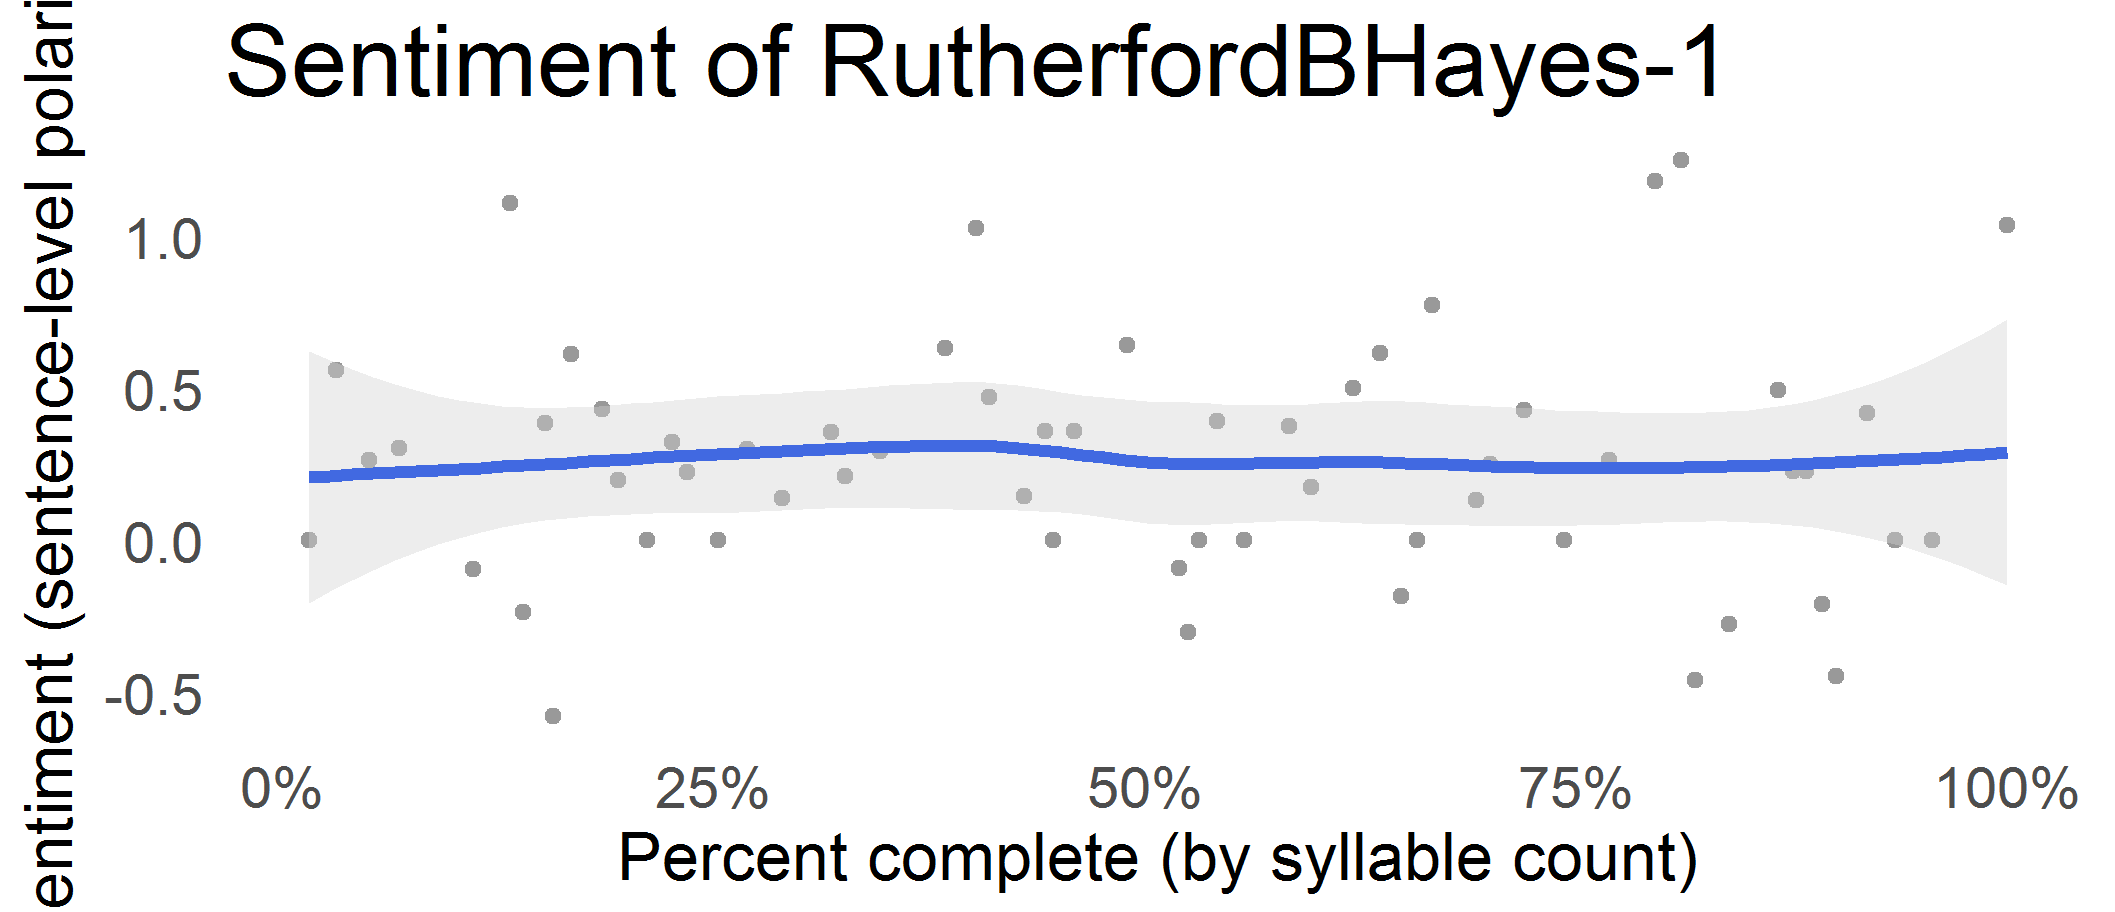 Sentiment of RutherfordBHayes-1
entiment (sentence-level polari
1.0
0.5
0.0
-0.5
0% 25% 50% 75% 100%
Percent complete (by syllable count)